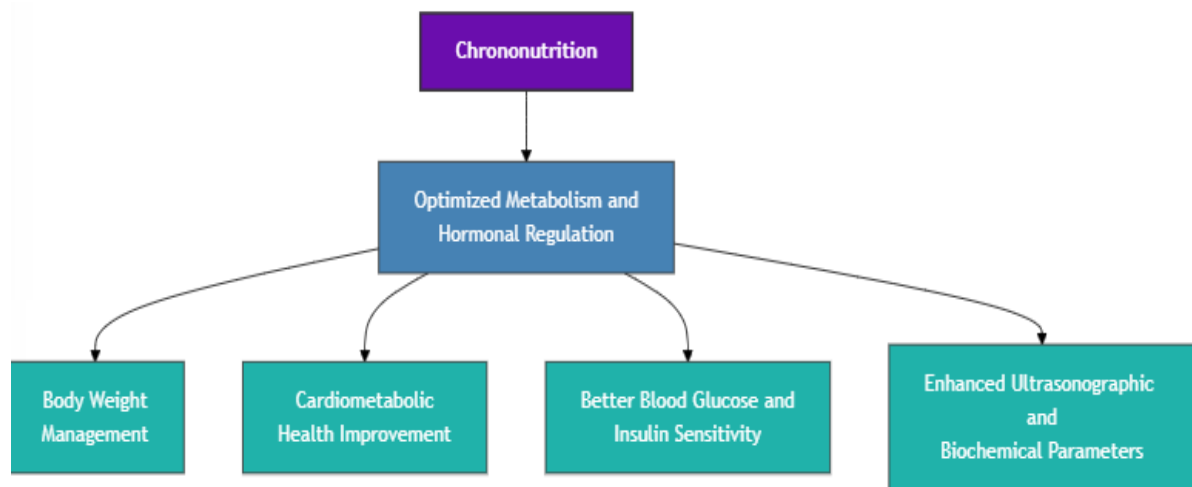 Chrononutrition
Optimized Metabolism and
Hormonal Regulation
Body Weight
Management
Cardiometabolic
Health Improvement
Better Blood Glucose and
Insulin Sensitivity
Enhanced Ultrasonographic
and
Biochemical Parameters